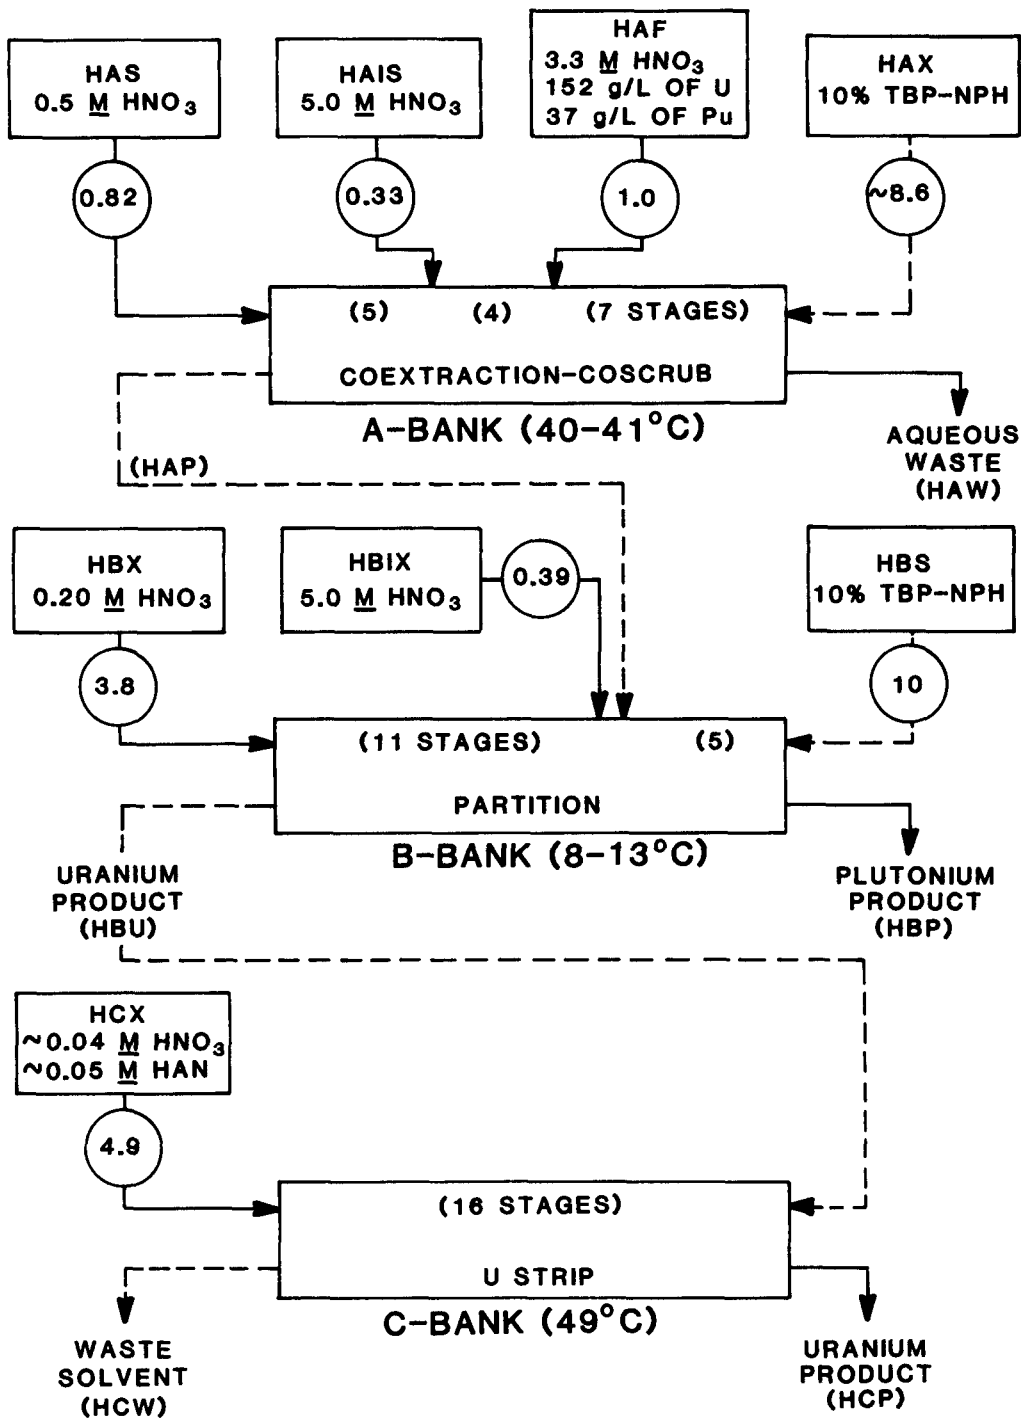 HAS
0.5 M HNO3
HAIS
5.0 M HNO3
HAF
3.3 M HNO3
152 g/L OF U
37 g/L OF Pu
HAX
10% TBP-NPH
0.82
0.33
1.0
~8.6
(5)
(4)
(7 STAGES)
COEXTRACTION-COSCRUB
A-BANK (40-41°C)
(HAP)
AQUEOUS
WASTE
(HAW)
HBX
0.20 M HNO3
HBIX
5.0 M HNO3
0.39
HBS
10% TBP-NPH
3.8
10
(11 STAGES)
(5)
PARTITION
B-BANK (8-13°C)
URANIUM
PRODUCT
(HBU)
PLUTONIUM
PRODUCT
(HBP)
HCX
~0.04 M HNO3
~0.05 M HAN
4.9
(16 STAGES)
U STRIP
C-BANK (49°C)
WASTE
SOLVENT
(HCW)
URANIUM
PRODUCT
(HCP)